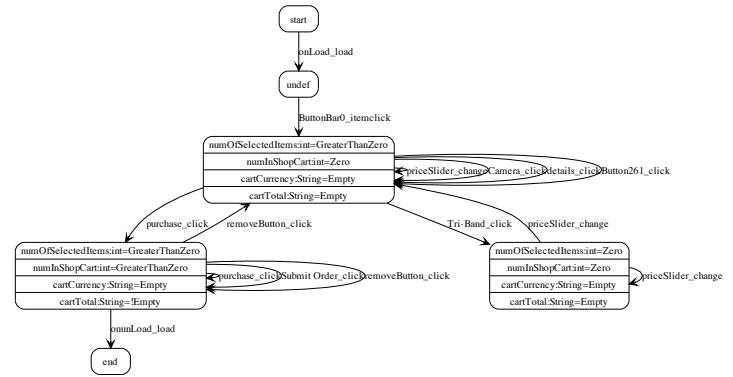 start
onLoad_load
undef
ButtonBar0_itemclick
numOfSelectedItems:int=GreaterThanZero
numInShopCart:int=Zero
cartCurrency:String=Empty
cartTotal:String=Empty
priceSlider_change
Camera_click
details_click
Button261_click
purchase_click
removeButton_click
Tri-Band_click
priceSlider_change
numOfSelectedItems:int=GreaterThanZero
numInShopCart:int=GreaterThanZero
cartCurrency:String=Empty
cartTotal:String=!Empty
purchase_click
Submit Order_click
removeButton_click
numOfSelectedItems:int=Zero
numInShopCart:int=Zero
cartCurrency:String=Empty
cartTotal:String=Empty
priceSlider_change
onunLoad_load
end